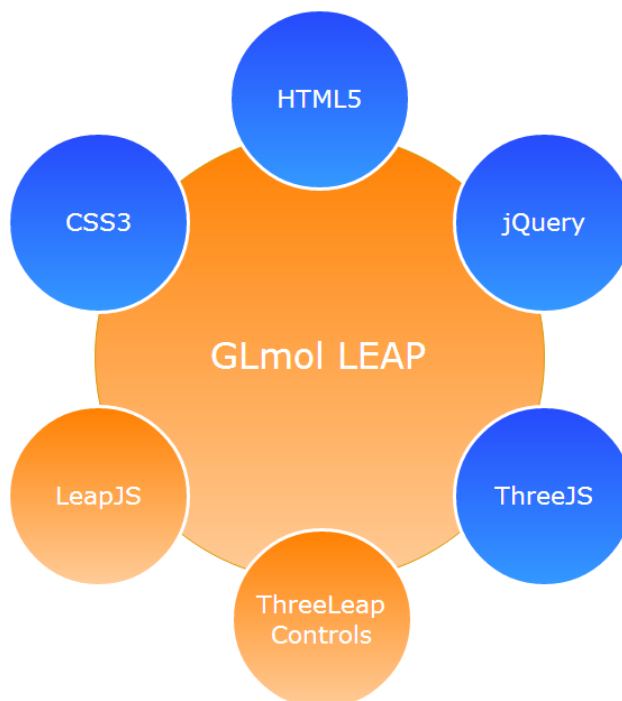 HTML5
CSS3
jQuery
GLmol LEAP
LeapJS
ThreeJS
ThreeLeap
Controls